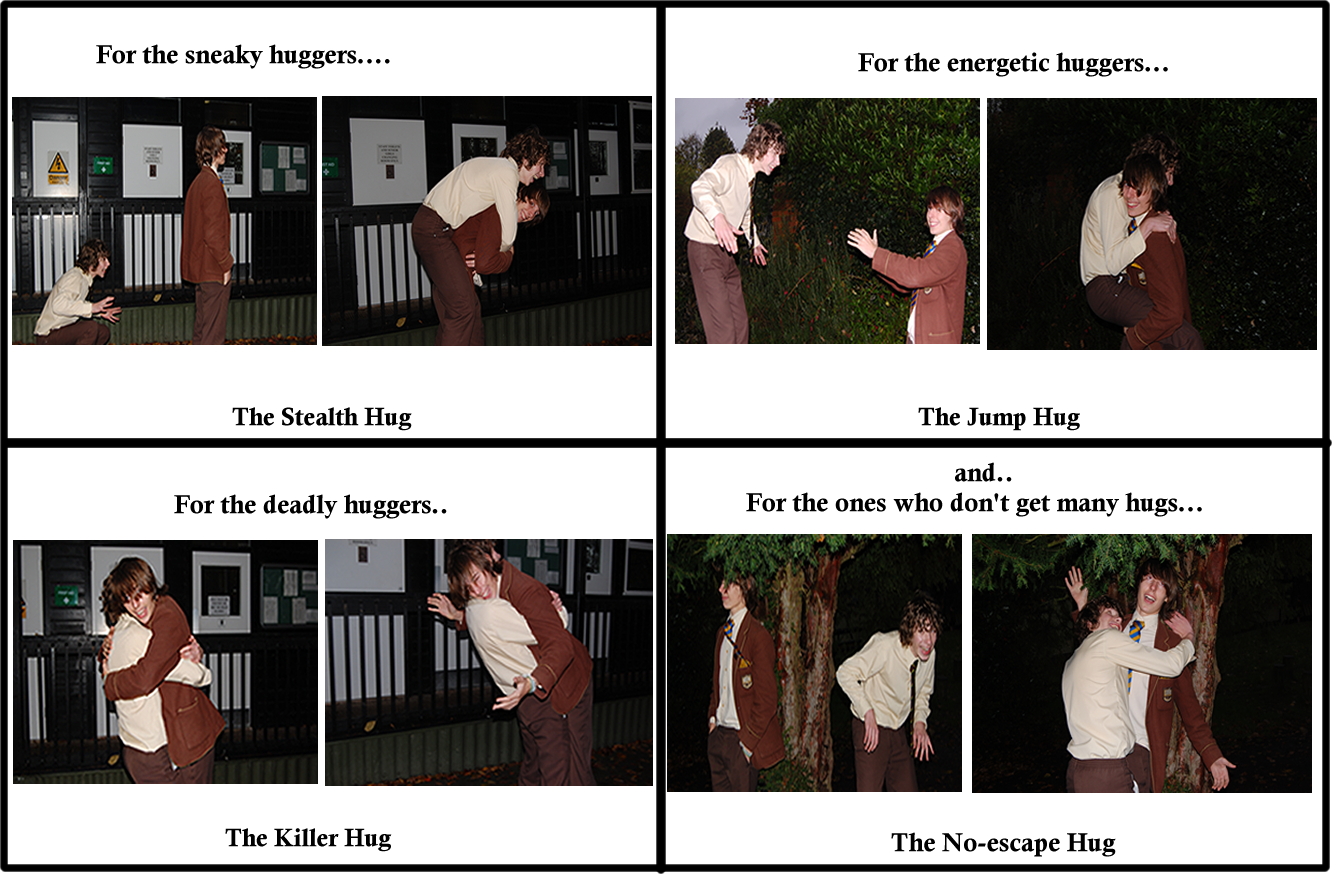 For the sneaky huggers....
The Stealth Hug
For the energetic huggers...
The Jump Hug
For the deadly huggers..
The Killer Hug
and..
For the ones who don't get many hugs...
The No-escape Hug